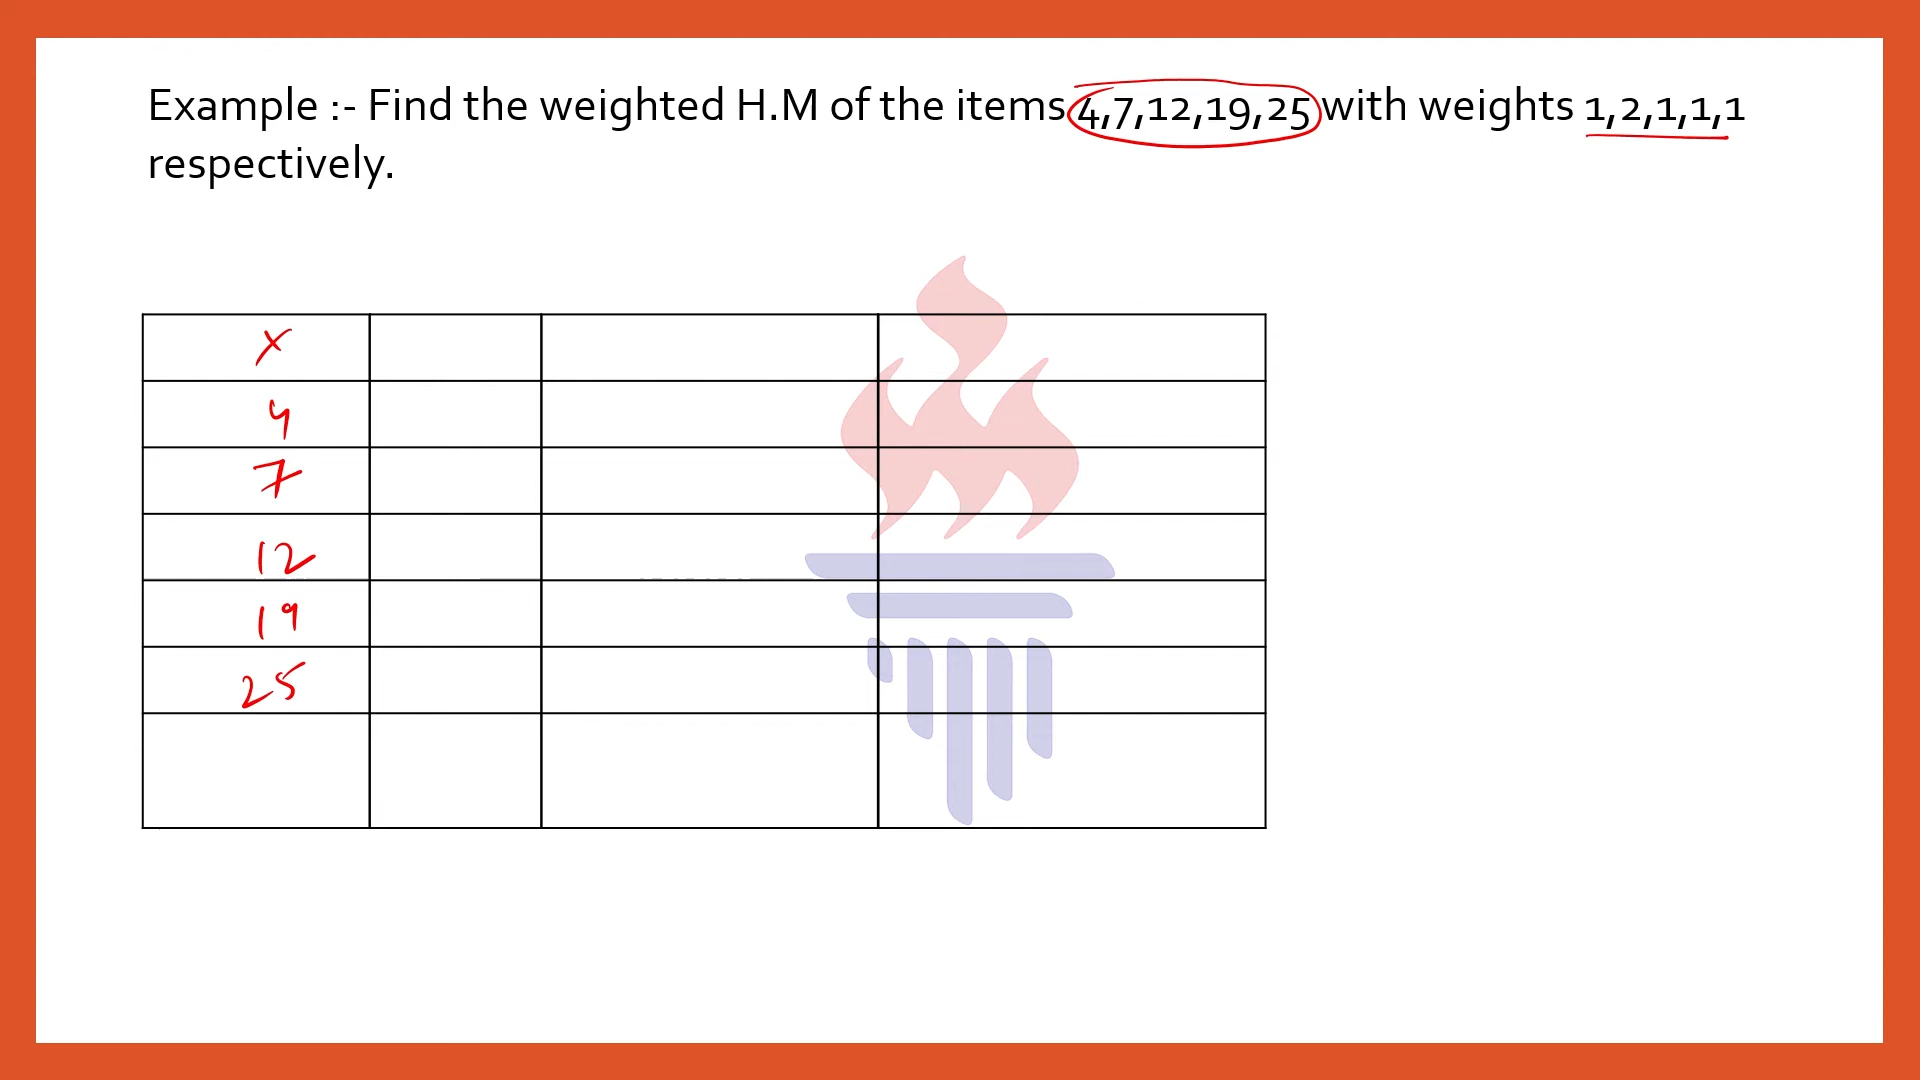 Example :- Find the weighted H.M of the items 4,7,12,19,25 with weights 1,2,1,1,1
respectively.
x
4
7
12
19
25